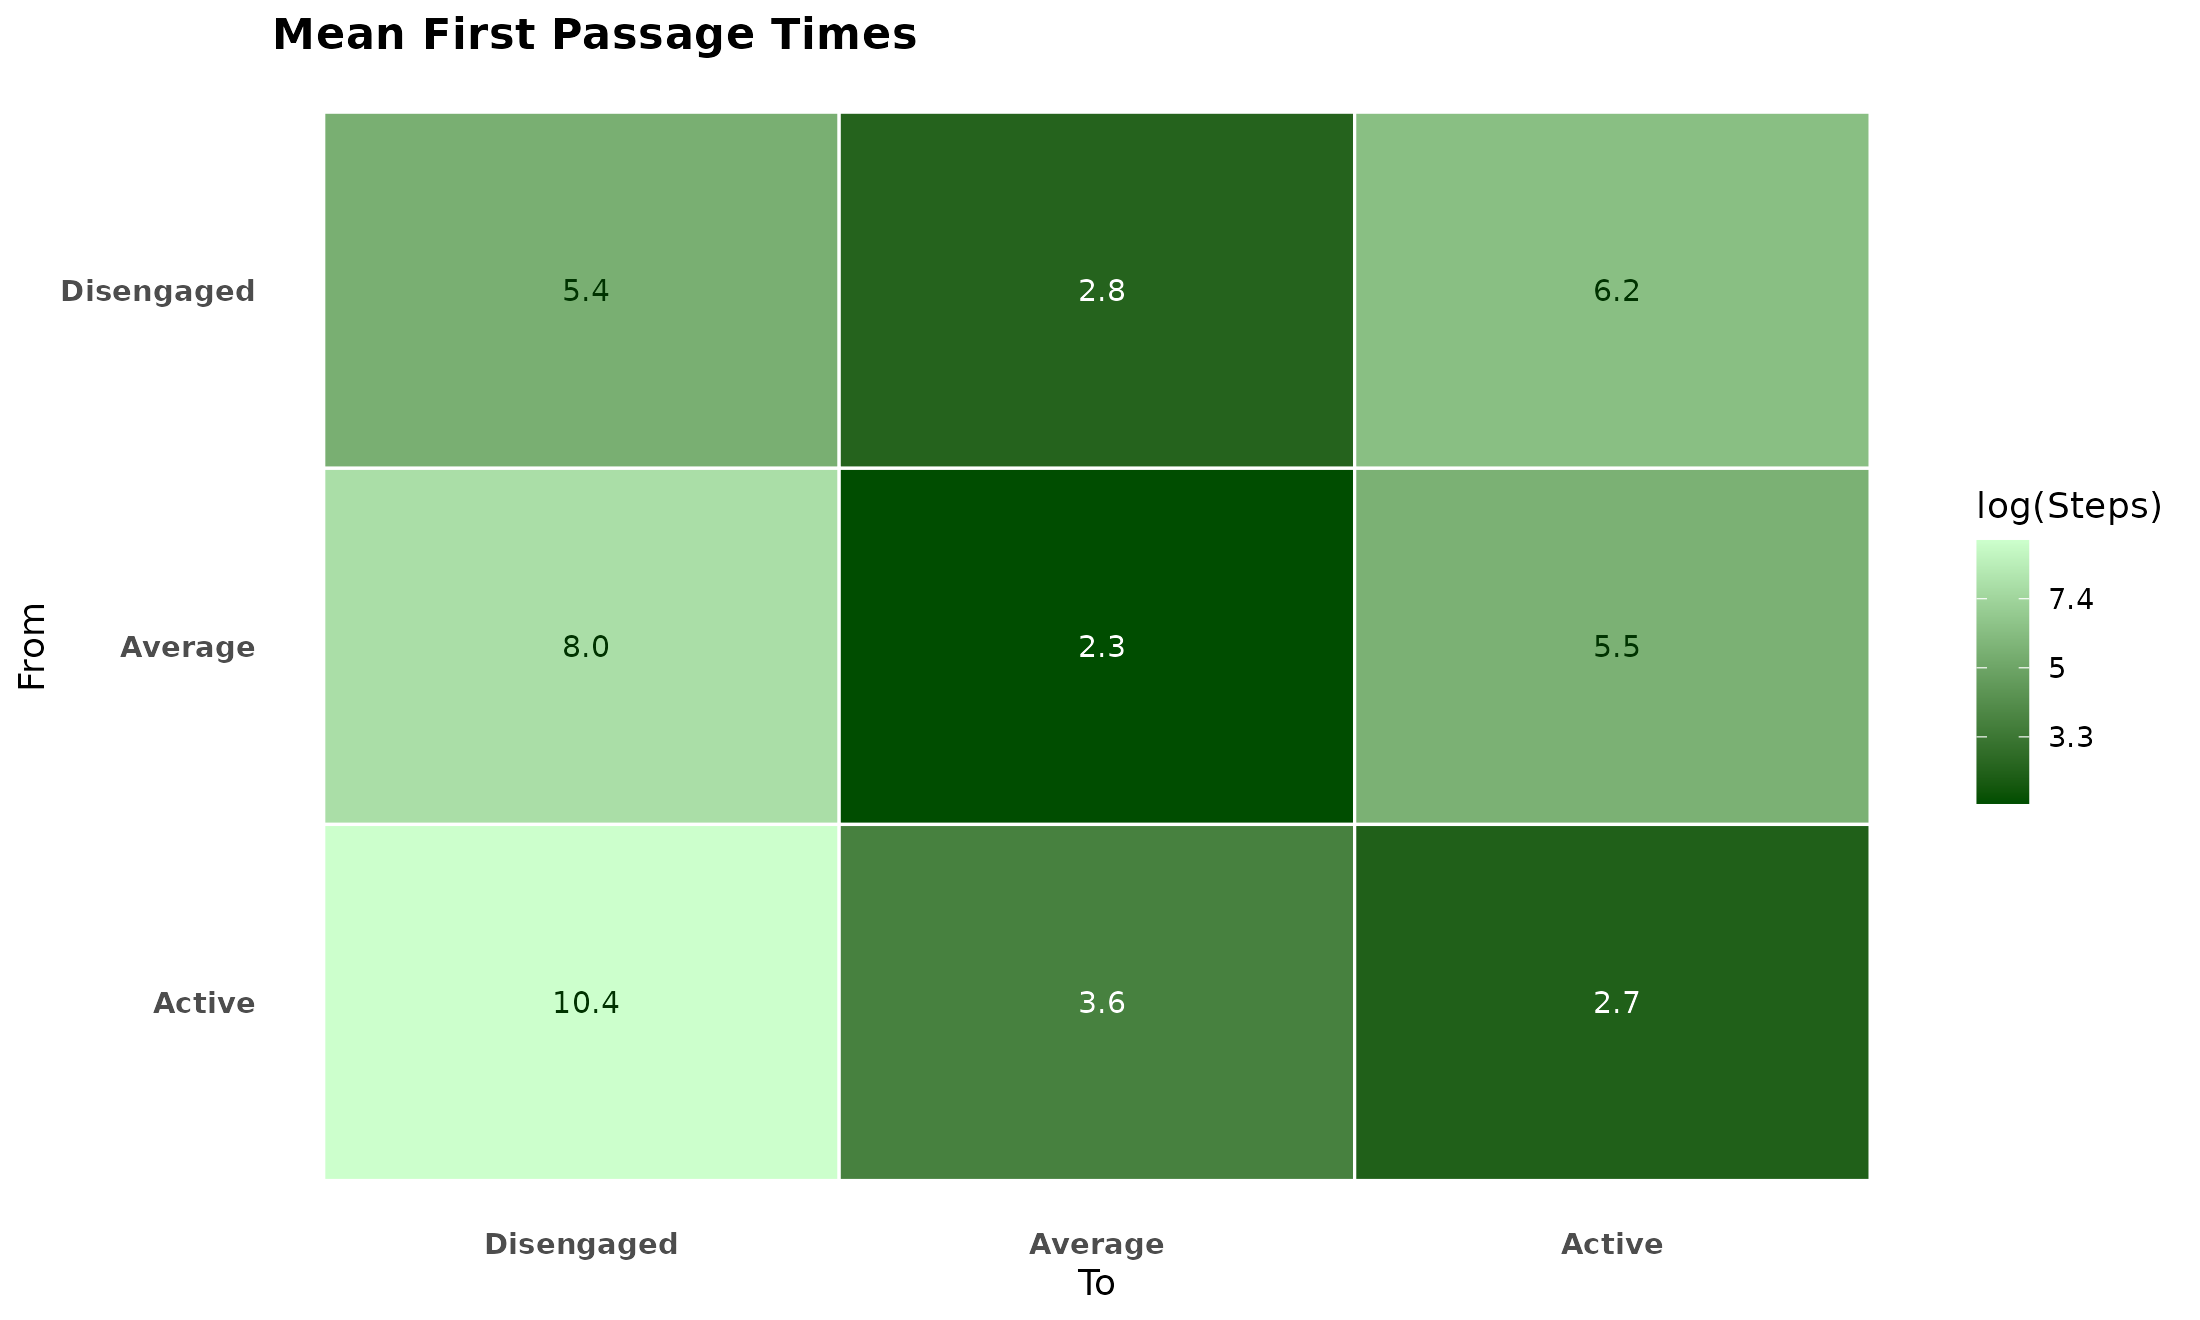 Mean First Passage Times
From
Disengaged
5.4
2.8
6.2
Average
8.0
2.3
5.5
Active
10.4
3.6
2.7
Disengaged
Average
Active
To
log(Steps)
7.4
5
3.3